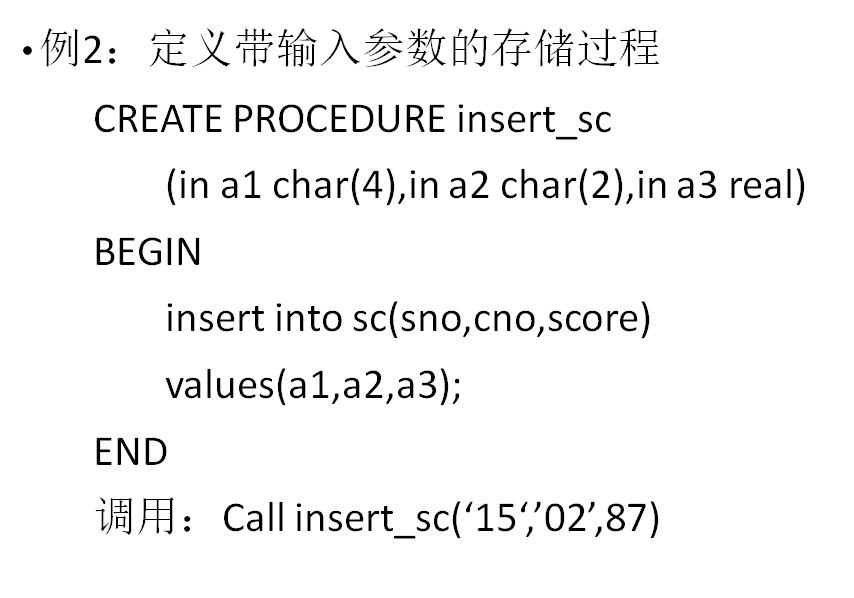 •例2：定义带输入参数的存储过程
CREATE PROCEDURE insert_sc
(in a1 char(4),in a2 char(2),in a3 real)
BEGIN
insert into sc(sno,cno,score)
values(a1,a2,a3);
END
调用：Call insert_sc(‘15‘,’02’,87)